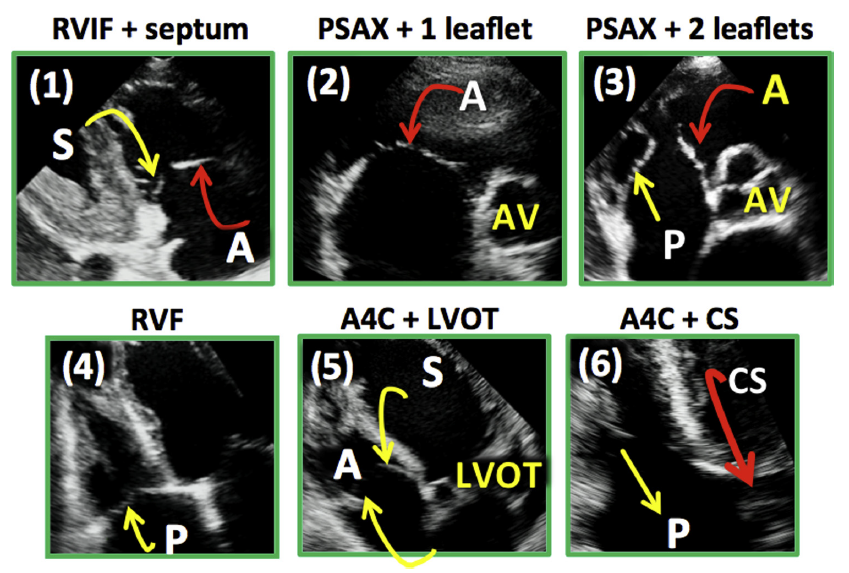 RVIF + septum
PSAX + 1 leaflet
PSAX + 2 leaflets
(1)
S
A
(2)
A
AV
(3)
A
AV
P
RVF
A4C + LVOT
A4C + CS
(4)
P
(5)
S
A
LVOT
(6)
CS
P